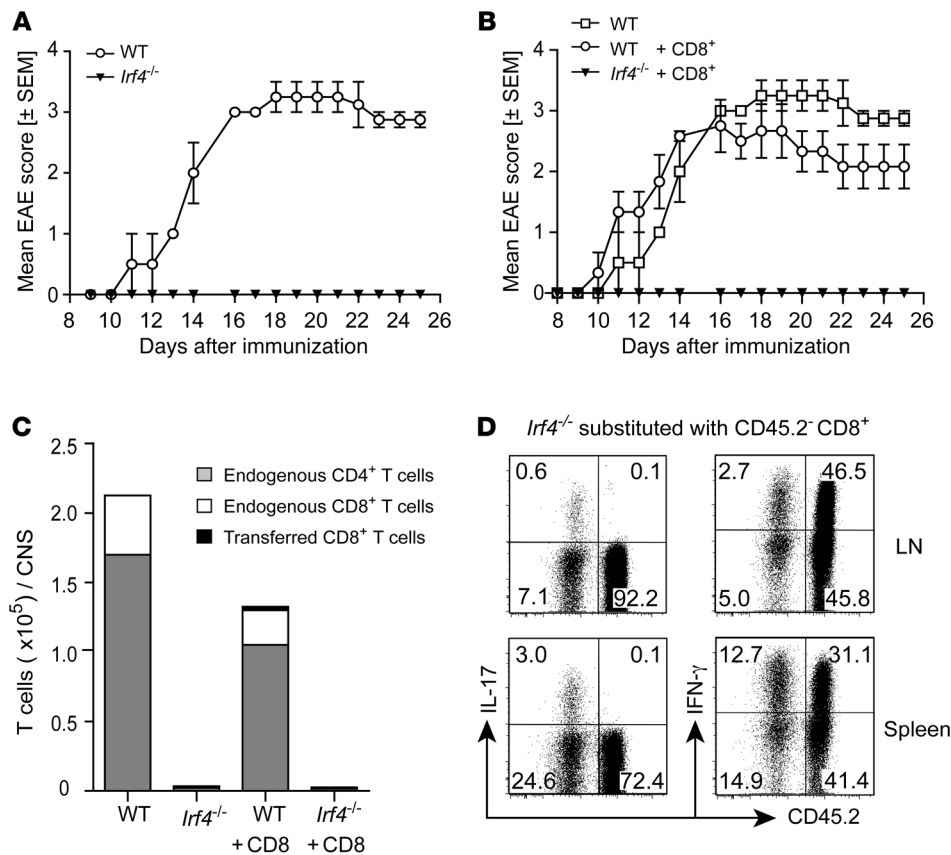 A
Mean EAE score [± SEM]
4
3
2
1
0
WT
Irf4-/-
8 10 12 14 16 18 20 22 24 26
Days after immunization
B
Mean EAE score [± SEM]
4
3
2
1
0
WT
WT + CD8+
Irf4-/- + CD8+
8 10 12 14 16 18 20 22 24 26
Days after immunization
C
T cells ( x105) / CNS
2.5
2.0
1.5
1.0
0.5
0
Endogenous CD4+ T cells
Endogenous CD8+ T cells
Transferred CD8+ T cells
WT Irf4-/- WT Irf4-/-
+ CD8 + CD8
D
Irf4-/- substituted with CD45.2- CD8+
0.6 0.1
7.1 92.2
2.7 46.5
5.0 45.8
LN
3.0 0.1
24.6 72.4
12.7 31.1
14.9 41.4
Spleen
IL-17
IFN-γ
CD45.2